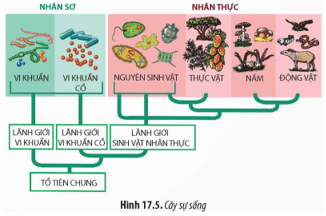 NHÂN SƠ
NHÂN THỰC
VI KHUẨN
VI KHUẨN
CỔ
NGUYÊN SINH VẬT
THỰC VẬT
NẤM
ĐỘNG VẬT
LÃNH GIỚI
VI KHUẨN
LÃNH GIỚI
VI KHUẨN CỔ
LÃNH GIỚI
SINH VẬT NHÂN THỰC
TỔ TIÊN CHUNG
Hình 17.5. Cây sự sống